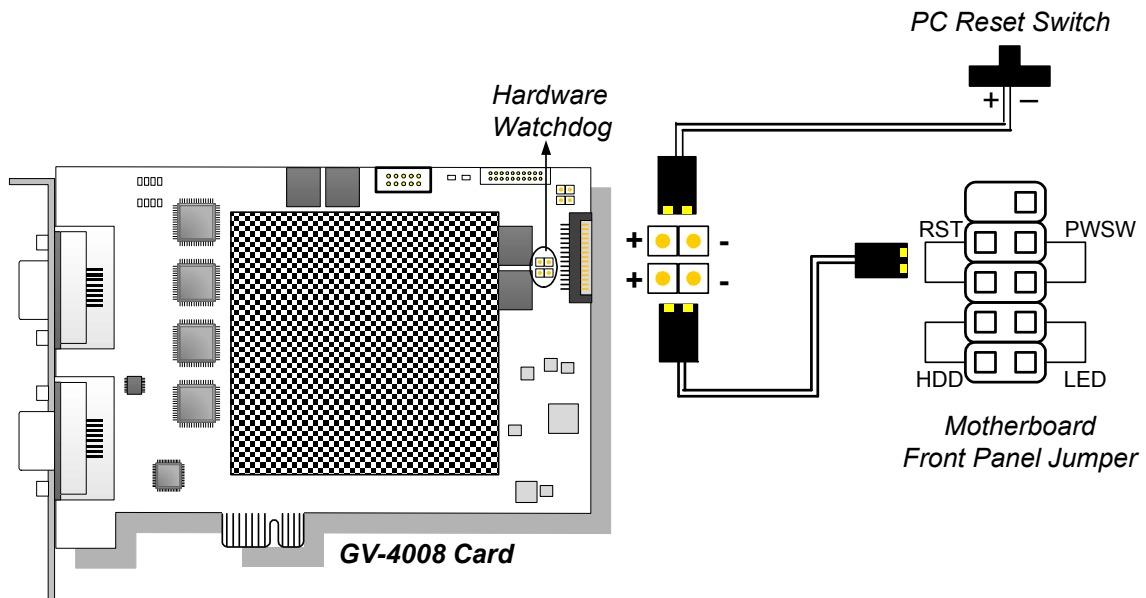 PC Reset Switch
+ –
Hardware
Watchdog
+ -
+ -
RST
PWSW
HDD
LED
Motherboard
Front Panel Jumper
GV-4008 Card